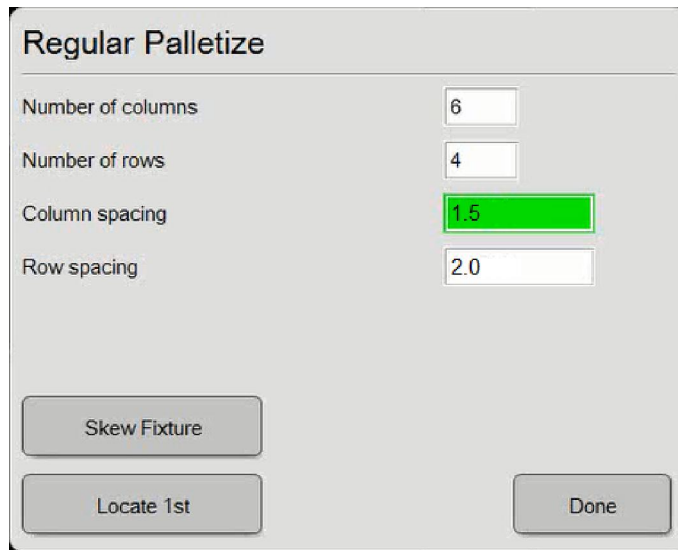 Regular Palletize
Number of columns 6
Number of rows 4
Column spacing 1.5
Row spacing 2.0
Skew Fixture
Locate 1st Done